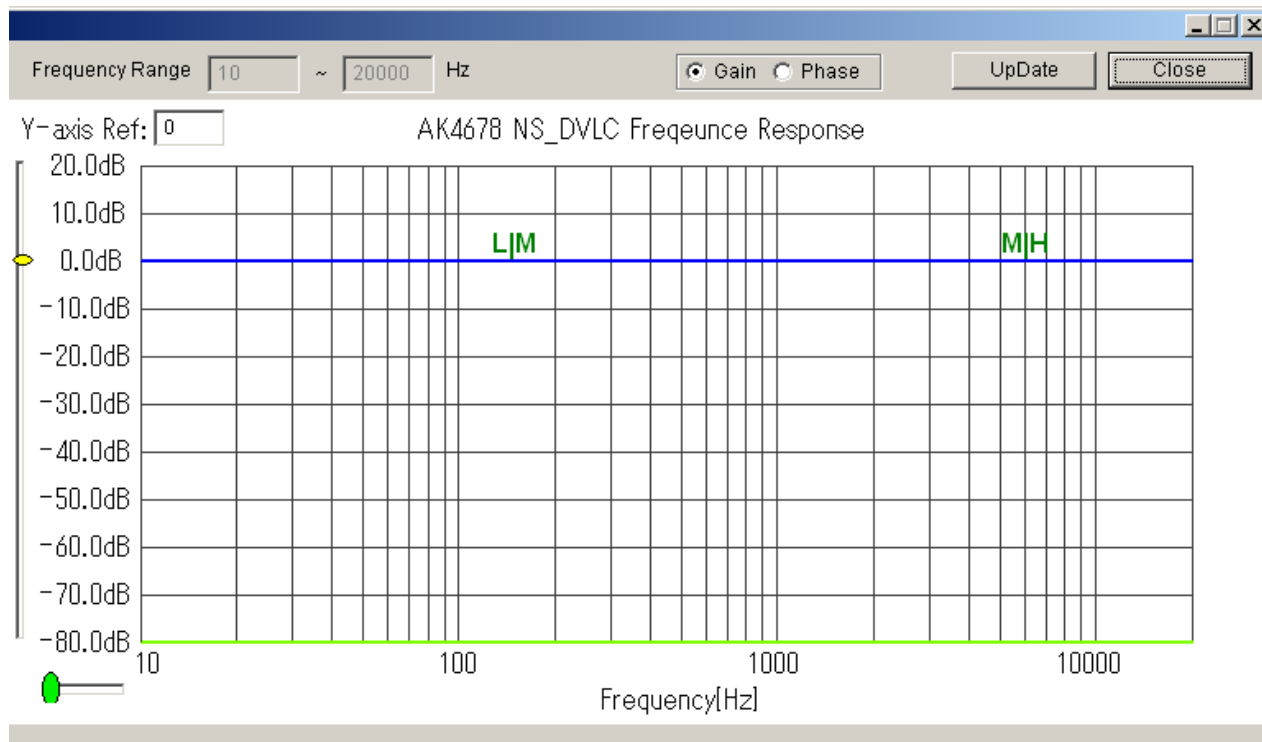 Frequency Range 10 ~ 20000 Hz Gain Phase UpDate Close
Y-axis Ref: 0 AK4678 NS_DVLC Freqeunce Response
20.0dB
10.0dB
L|M M|H
0.0dB
-10.0dB
-20.0dB
-30.0dB
-40.0dB
-50.0dB
-60.0dB
-70.0dB
-80.0dB
10 100 1000 10000
Frequency[Hz]